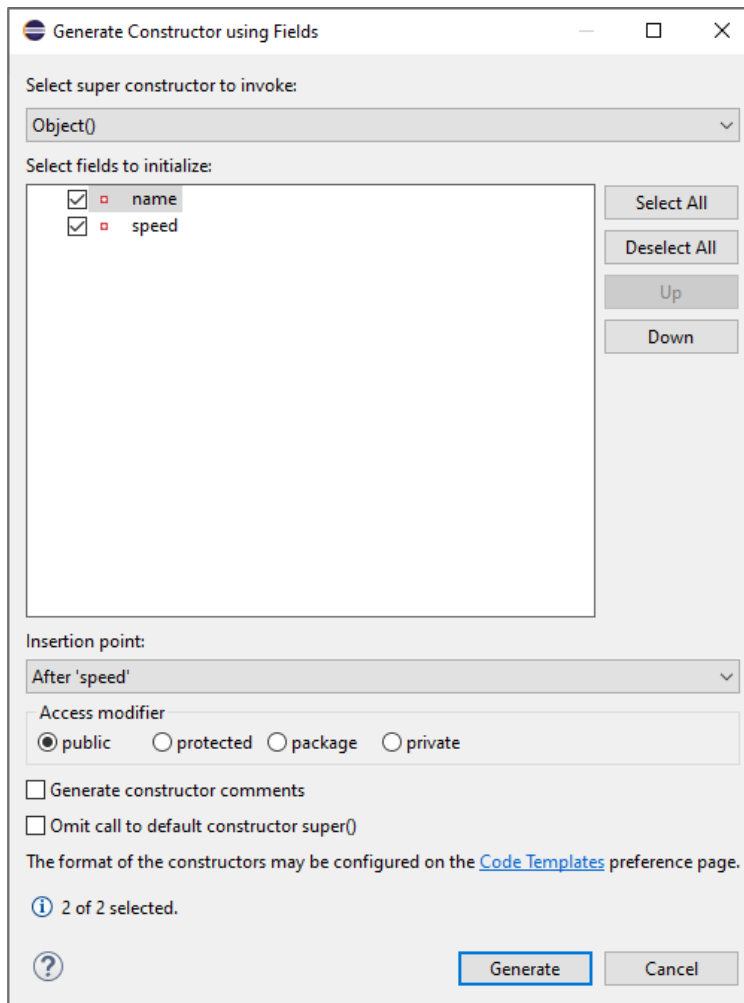 Generate Constructor using Fields
Select super constructor to invoke:
Object()
Select fields to initialize:
name
speed
Select All
Deselect All
Up
Down
Insertion point:
After 'speed'
Access modifier
public protected package private
Generate constructor comments
Omit call to default constructor super()
The format of the constructors may be configured on the Code Templates preference page.
2 of 2 selected.
Generate Cancel